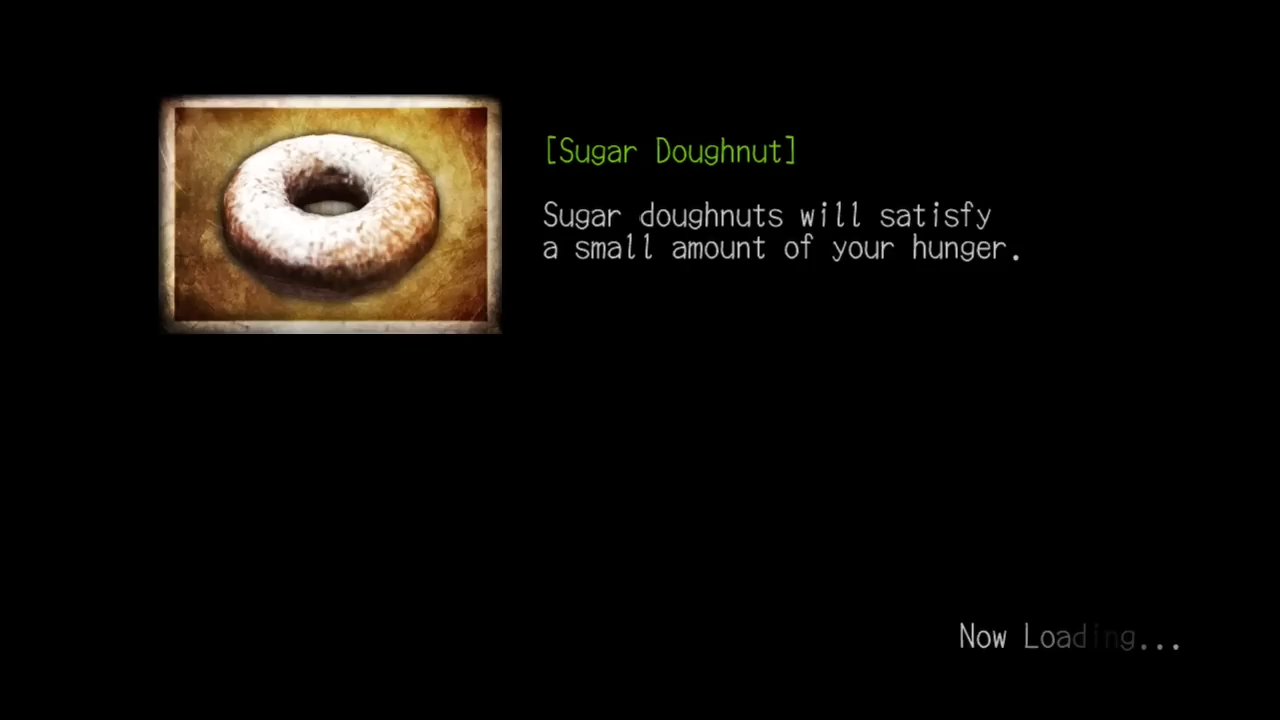 [Sugar Doughnut]
Sugar doughnuts will satisfy
a small amount of your hunger.
Now Loading...